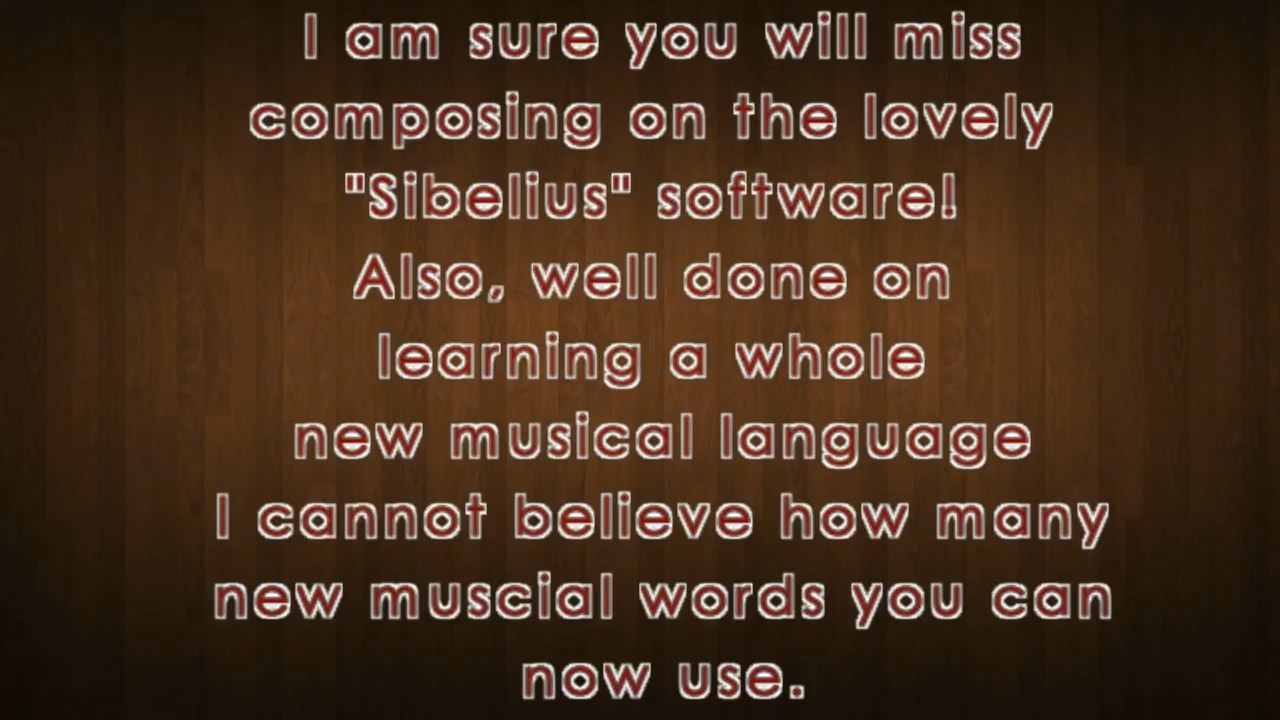 I am sure you will miss
composing on the lovely
"Sibelius" software!
Also, well done on
learning a whole
new musical language
I cannot believe how many
new muscial words you can
now use.